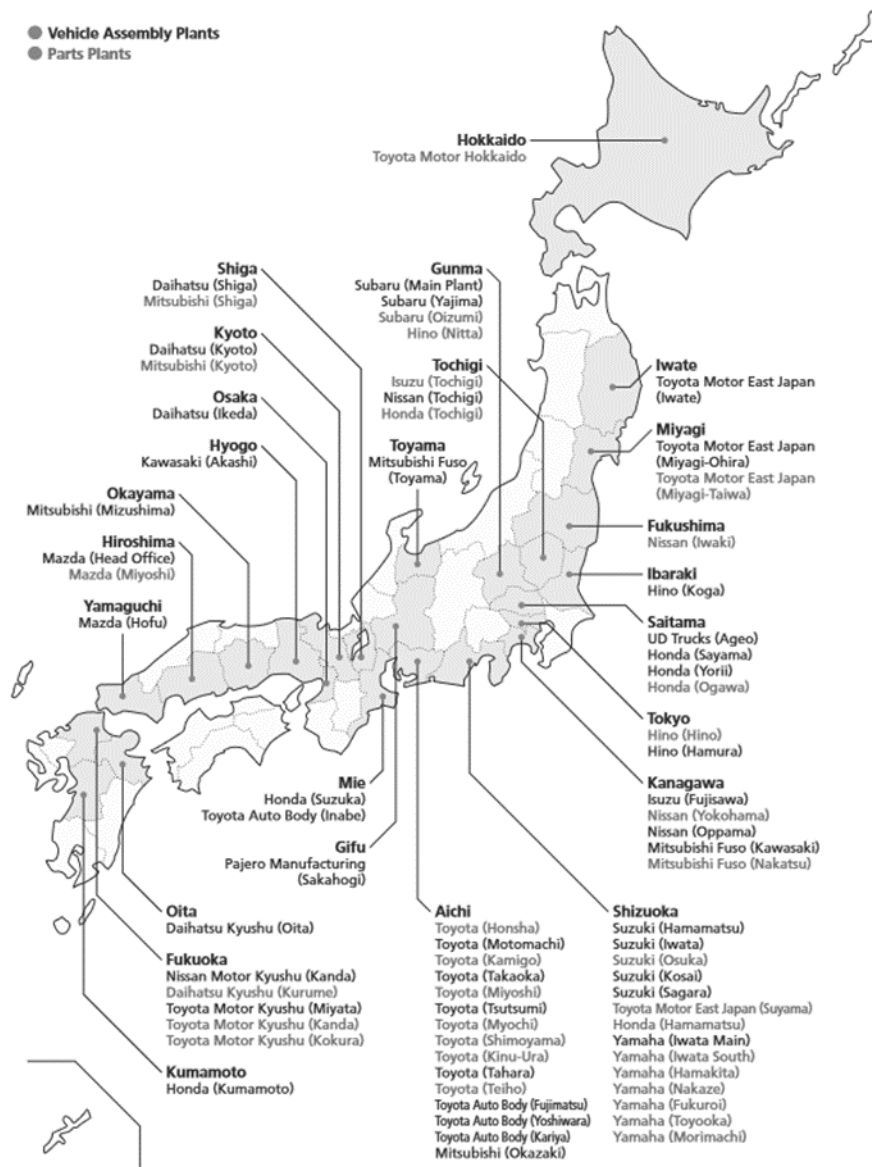 Vehicle Assembly Plants
Parts Plants
Hokkaido
Toyota Motor Hokkaido
Shiga
Daihatsu (Shiga)
Mitsubishi (Shiga)
Kyoto
Daihatsu (Kyoto)
Mitsubishi (Kyoto)
Osaka
Daihatsu (Ikeda)
Hyogo
Kawasaki (Akashi)
Okayama
Mitsubishi (Mizushima)
Hiroshima
Mazda (Head Office)
Mazda (Miyoshi)
Yamaguchi
Mazda (Hofu)
Gunma
Subaru (Main Plant)
Subaru (Yajima)
Subaru (Oizumi)
Hino (Nitta)
Tochigi
Isuzu (Tochigi)
Nissan (Tochigi)
Honda (Tochigi)
Toyama
Mitsubishi Fuso
(Toyama)
Iwate
Toyota Motor East Japan
(Iwate)
Miyagi
Toyota Motor East Japan
(Miyagi-Ohira)
Toyota Motor East Japan
(Miyagi-Taiwa)
Fukushima
Nissan (Iwaki)
Ibaraki
Hino (Koga)
Saitama
UD Trucks (Ageo)
Honda (Sayama)
Honda (Yorii)
Honda (Ogawa)
Tokyo
Hino (Hino)
Hino (Hamura)
Kanagawa
Isuzu (Fujisawa)
Nissan (Yokohama)
Nissan (Oppama)
Mitsubishi Fuso (Kawasaki)
Mitsubishi Fuso (Nakatsu)
Mie
Honda (Suzuka)
Toyota Auto Body (Inabe)
Gifu
Pajero Manufacturing
(Sakahogi)
Oita
Daihatsu Kyushu (Oita)
Fukuoka
Nissan Motor Kyushu (Kanda)
Daihatsu Kyushu (Kurume)
Toyota Motor Kyushu (Miyata)
Toyota Motor Kyushu (Kanda)
Toyota Motor Kyushu (Kokura)
Kumamoto
Honda (Kumamoto)
Aichi
Toyota (Honsha)
Toyota (Motomachi)
Toyota (Kamigo)
Toyota (Takaoka)
Toyota (Miyoshi)
Toyota (Tsutsumi)
Toyota (Myochi)
Toyota (Shimoyama)
Toyota (Kinu-Ura)
Toyota (Tahara)
Toyota (Teiho)
Toyota Auto Body (Fujimatsu)
Toyota Auto Body (Yoshiwara)
Toyota Auto Body (Kariya)
Mitsubishi (Okazaki)
Shizuoka
Suzuki (Hamamatsu)
Suzuki (Iwata)
Suzuki (Osuka)
Suzuki (Kosai)
Suzuki (Sagara)
Toyota Motor East Japan (Suyama)
Honda (Hamamatsu)
Yamaha (Iwata Main)
Yamaha (Iwata South)
Yamaha (Hamakita)
Yamaha (Nakaze)
Yamaha (Fukuroi)
Yamaha (Toyooka)
Yamaha (Morimachi)